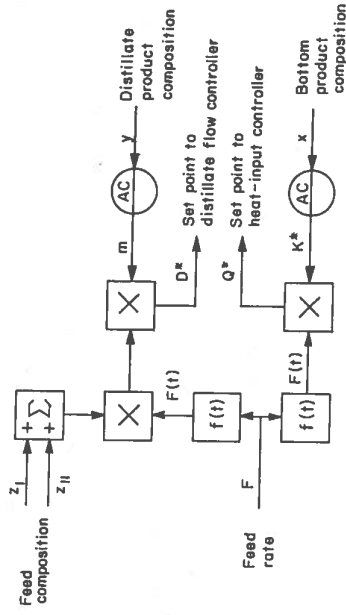 Feed
composition
z_I
z_II
+
+
Σ
×
F(t)
f(t)
F
Feed
rate
f(t)
F(t)
×
m
AC
y
Distillate
product
composition
D*
Set point to
distillate flow controller
Q*
Set point to
heat-input controller
×
K*
AC
x
Bottom
product
composition